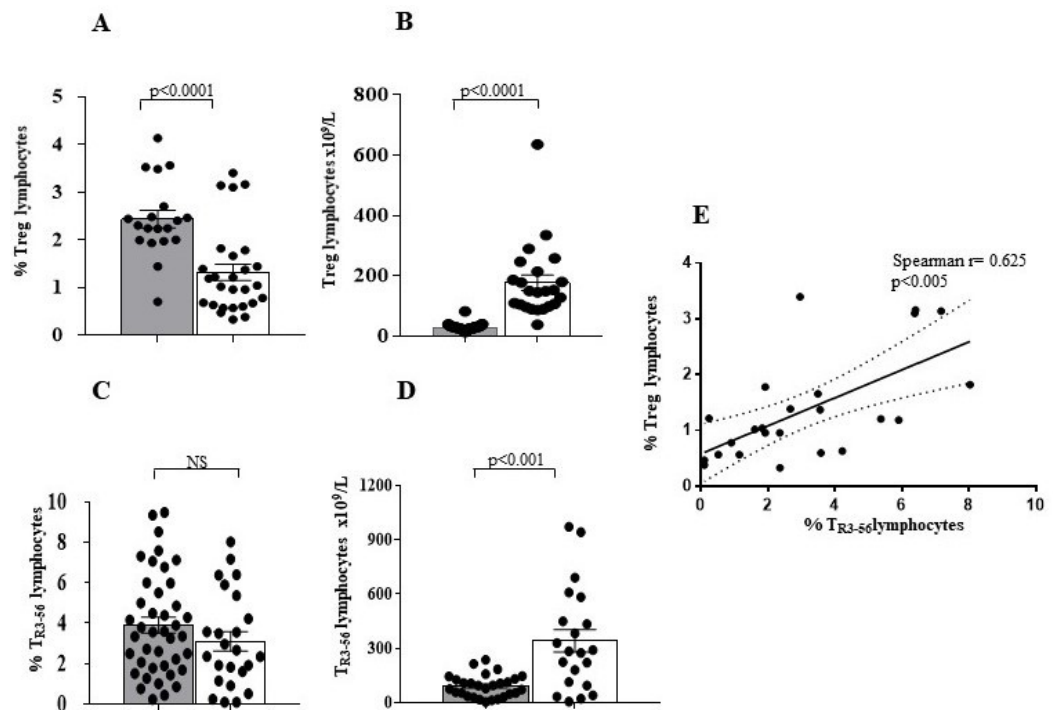 A
p<0.0001
% Treg lymphocytes
5
4
3
2
1
0
B
p<0.0001
Treg lymphocytes x10⁹/L
800
600
400
200
0
C
NS
% TR3-56 lymphocytes
10
8
6
4
2
0
D
p<0.001
TR3-56 lymphocytes x10⁹/L
1200
900
600
300
0
E
Spearman r= 0.625
p<0.005
% Treg lymphocytes
4
3
2
1
0
0 2 4 6 8 10
% TR3-56lymphocytes